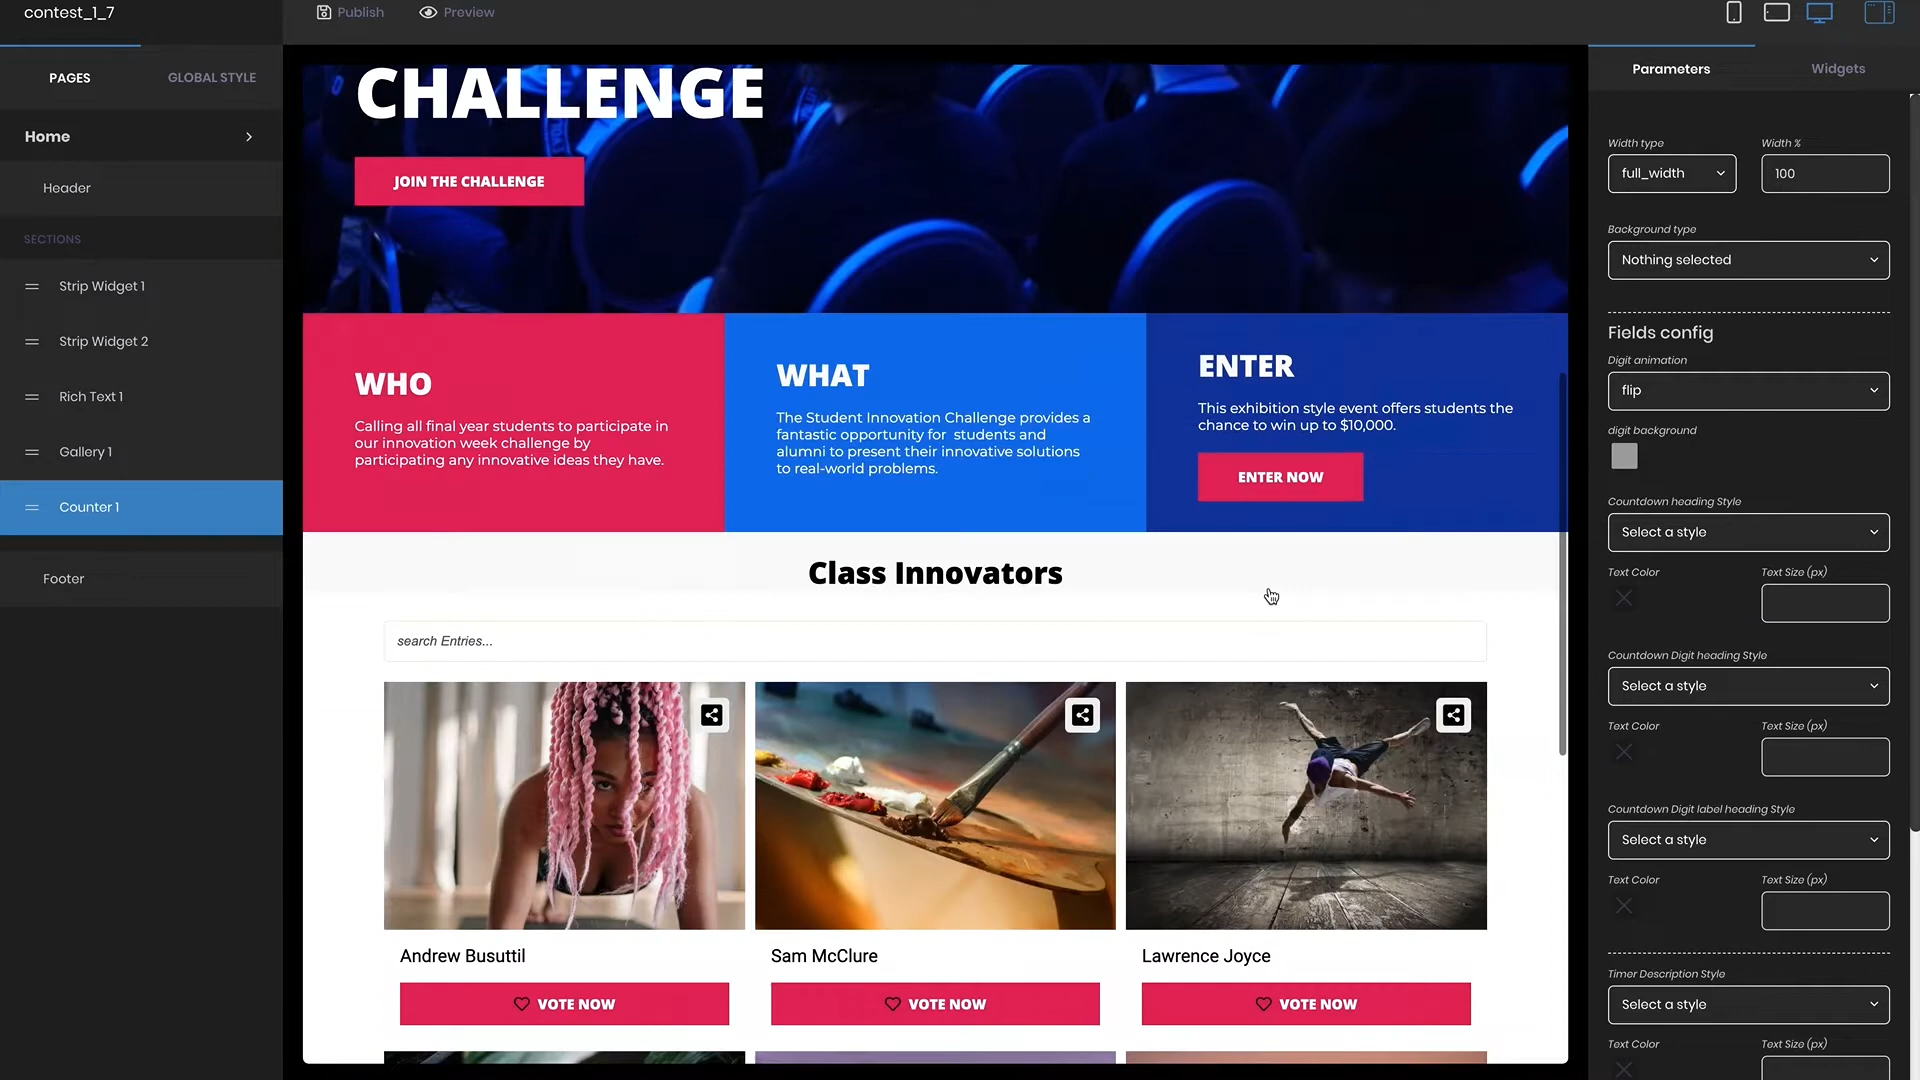 contest_1_7
Publish
Preview
PAGES
GLOBAL STYLE
Home
Header
SECTIONS
Strip Widget 1
Strip Widget 2
Rich Text 1
Gallery 1
Counter 1
Footer
CHALLENGE
JOIN THE CHALLENGE
WHO
Calling all final year students to participate in
our innovation week challenge by
participating any innovative ideas they have.
WHAT
The Student Innovation Challenge provides a
fantastic opportunity for students and
alumni to present their innovative solutions
to real-world problems.
ENTER
This exhibition style event offers students the
chance to win up to $10,000.
ENTER NOW
Class Innovators
search Entries...
Andrew Busuttil
VOTE NOW
Sam McClure
VOTE NOW
Lawrence Joyce
VOTE NOW
Parameters
Widgets
Width type
Width %
full_width
100
Background type
Nothing selected
Fields config
Digit animation
flip
digit background
Countdown heading Style
Select a style
Text Color
Text Size (px)
Countdown Digit heading Style
Select a style
Text Color
Text Size (px)
Countdown Digit label heading Style
Select a style
Text Color
Text Size (px)
Timer Description Style
Select a style
Text Color
Text Size (px)